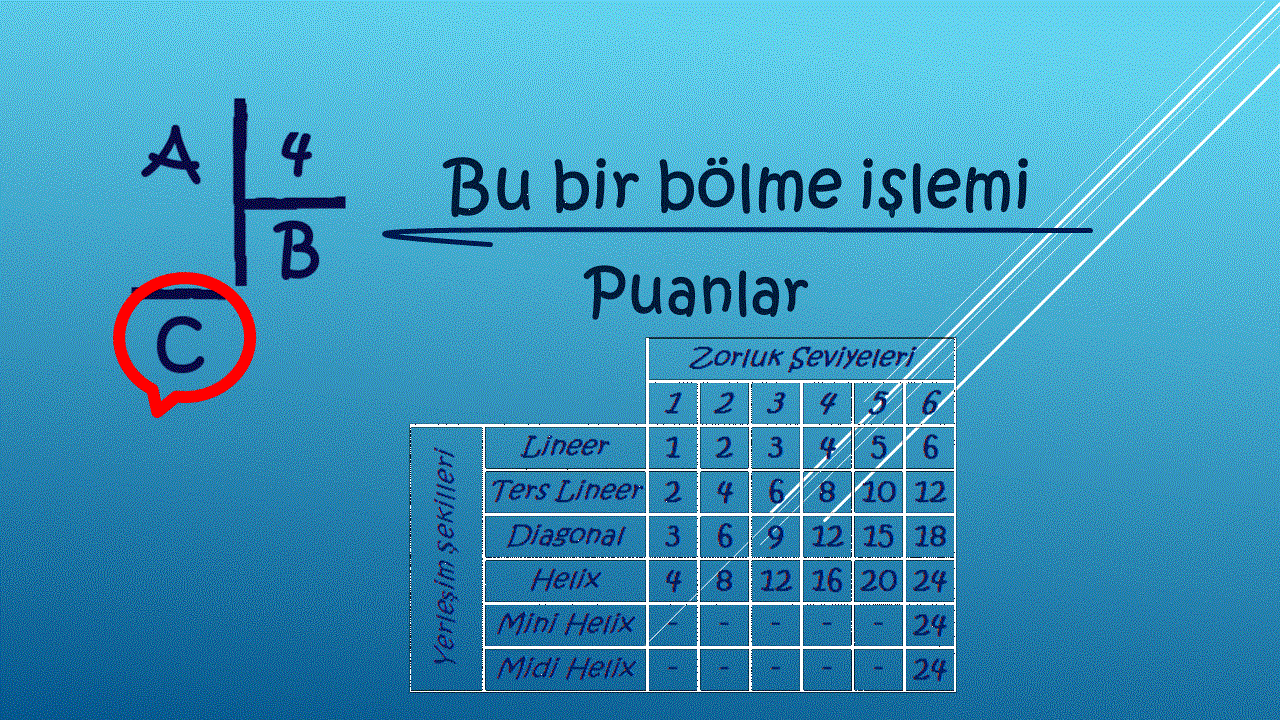 A 4
B
C
Bu bir bölme işlemi
Puanlar
Zorluk Seviyeleri
1 2 3 4 5 6
Yerleşim Şekilleri
Lineer 1 2 3 4 5 6
Ters Lineer 2 4 6 8 10 12
Diagonal 3 6 9 12 15 18
Helix 4 8 12 16 20 24
Mini Helix - - - - - 24
Midi Helix - - - - - 24